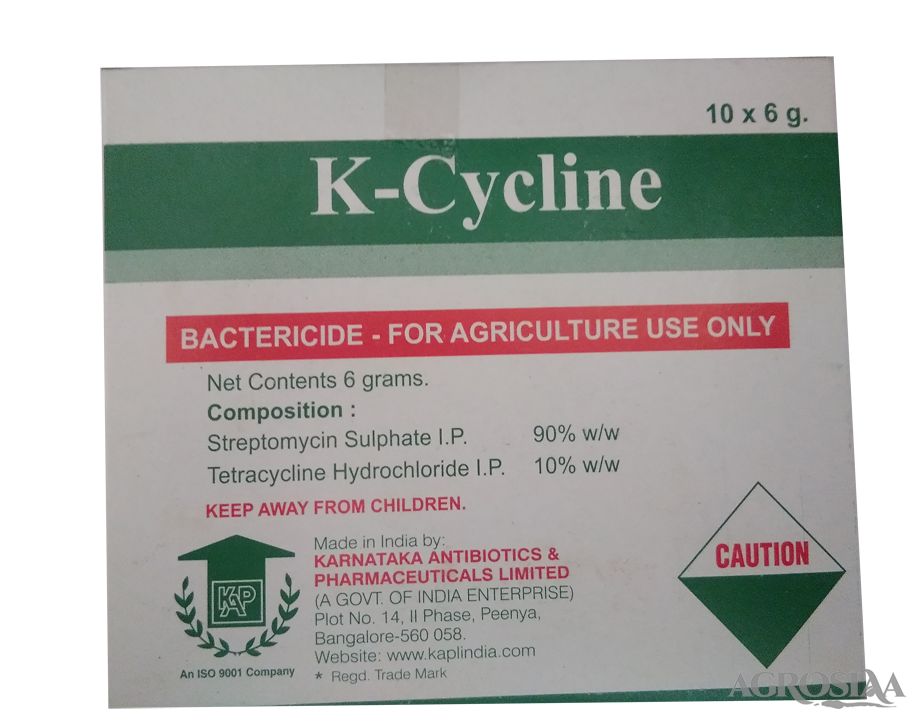 10 x 6 g.
K-Cycline
BACTERICIDE - FOR AGRICULTURE USE ONLY
Net Contents 6 grams.
Composition :
Streptomycin Sulphate I.P. 90% w/w
Tetracycline Hydrochloride I.P. 10% w/w
KEEP AWAY FROM CHILDREN.
Made in India by:
KARNATAKA ANTIBIOTICS &
PHARMACEUTICALS LIMITED
(A GOVT. OF INDIA ENTERPRISE)
Plot No. 14, II Phase, Peenya,
Bangalore-560 058.
Website: www.kaplindia.com
* Regd. Trade Mark
KAP
An ISO 9001 Company
CAUTION
AGROSIAA